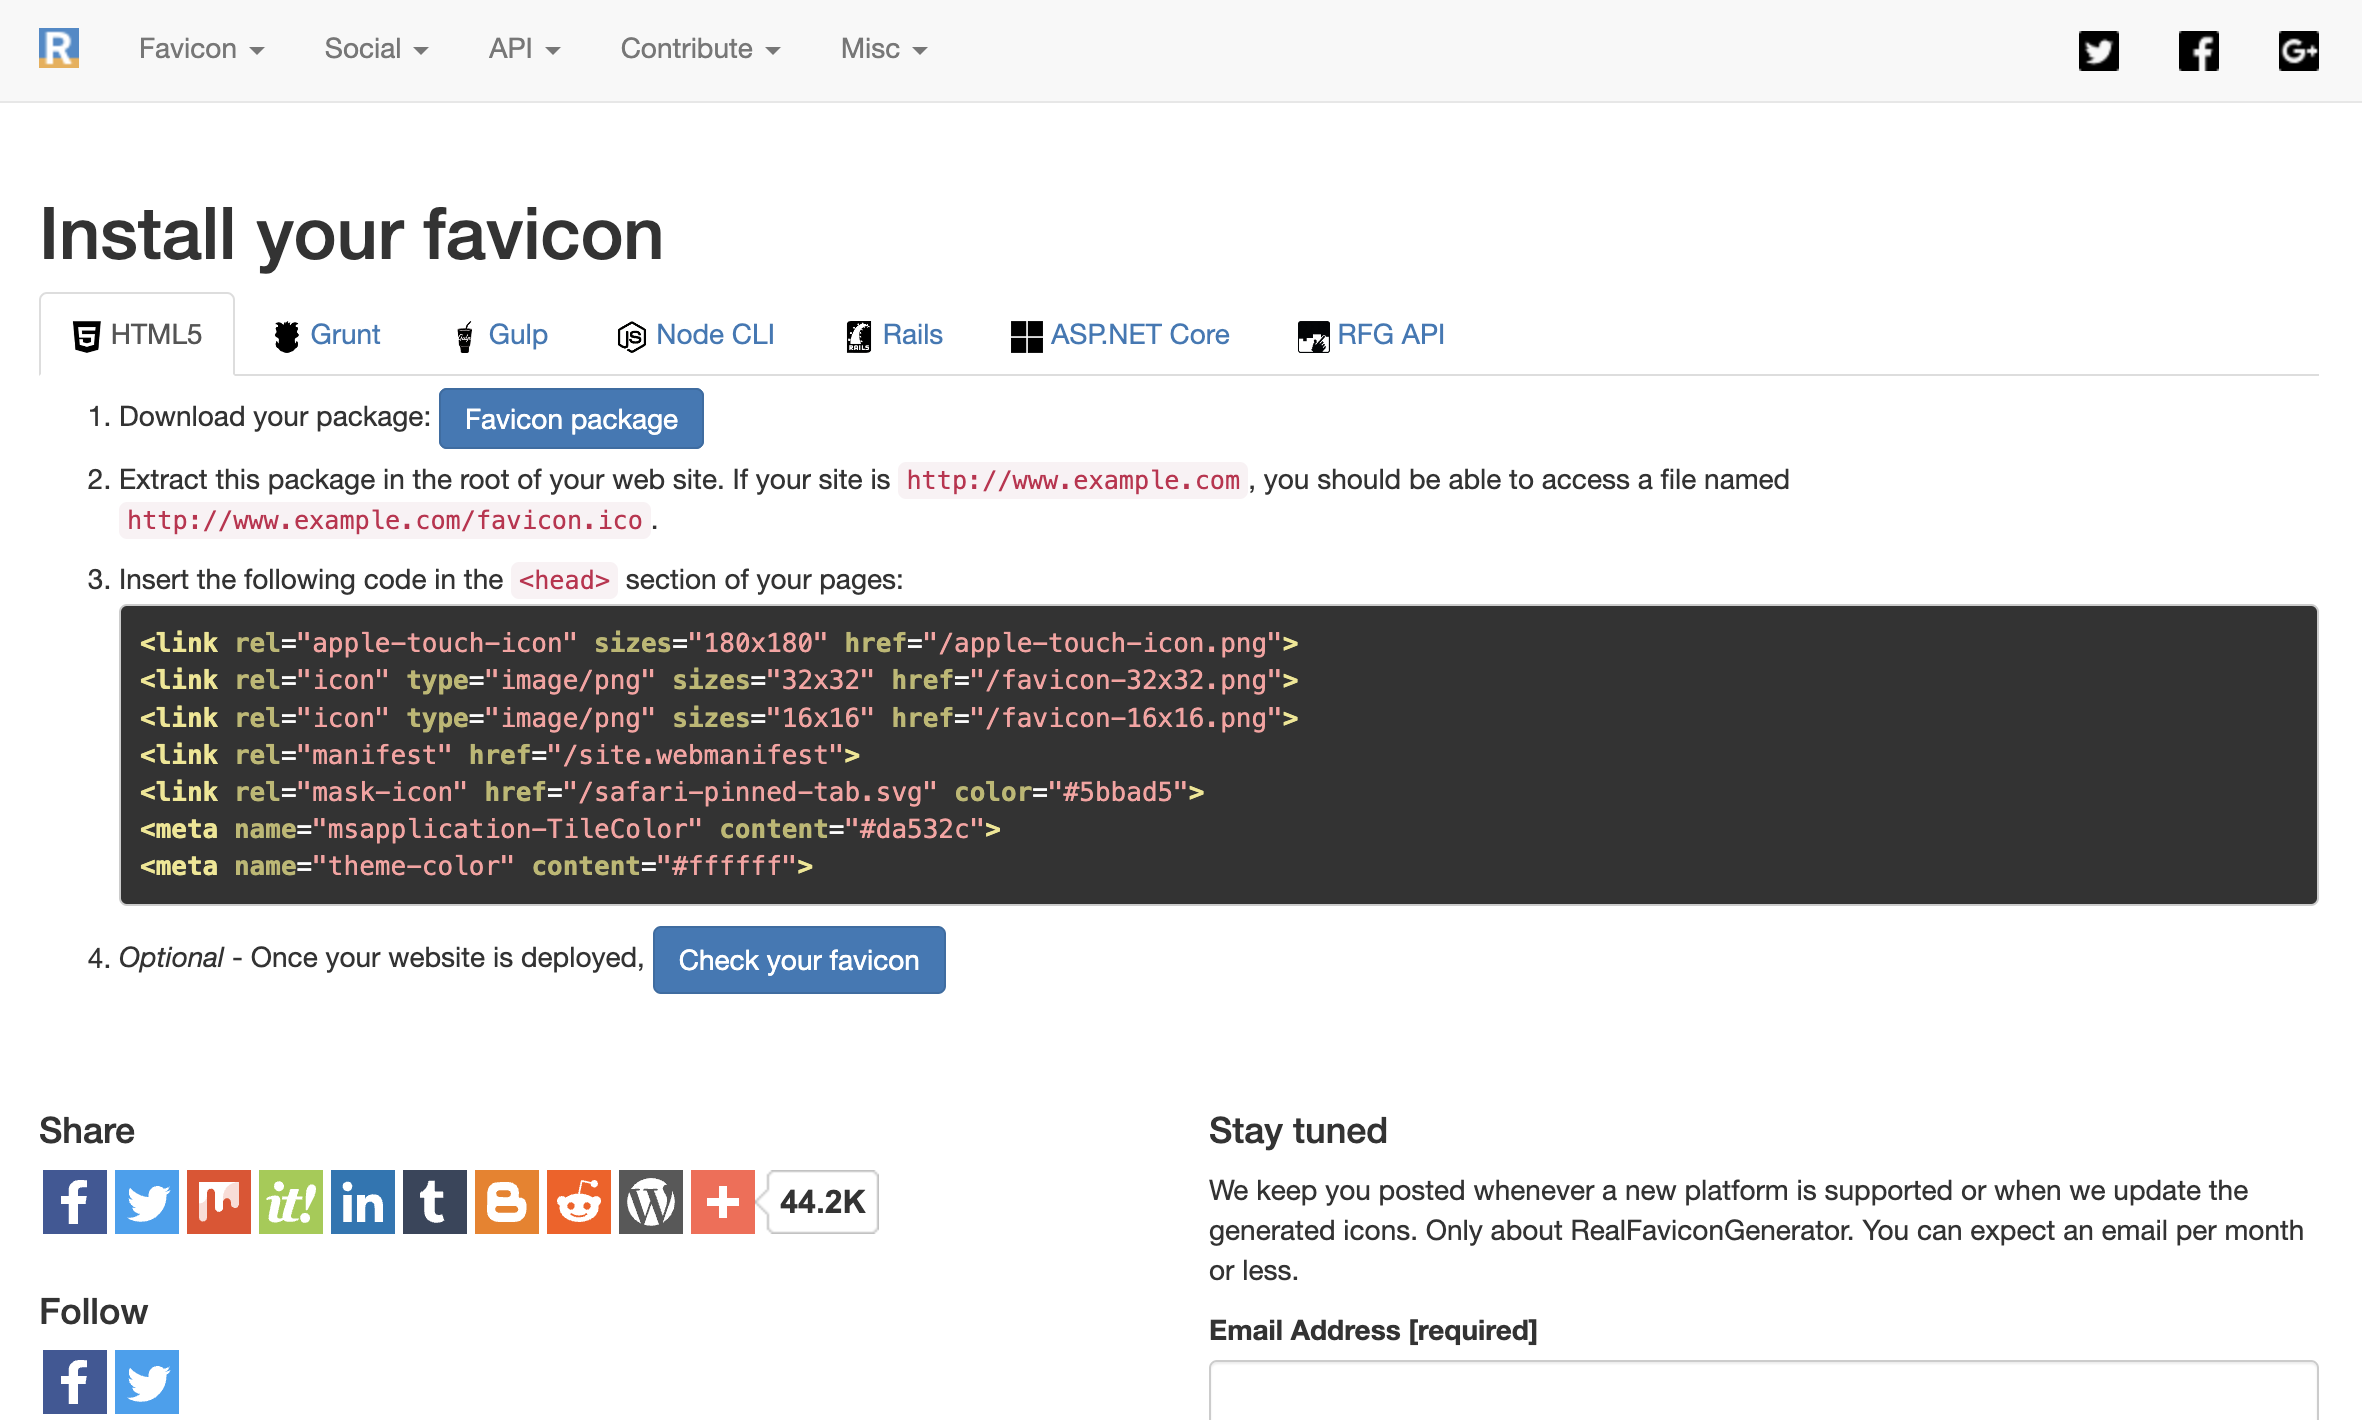 R Favicon Social API Contribute Misc G+
Install your favicon
HTML5 Grunt Gulp Node CLI Rails ASP.NET Core RFG API
1. Download your package: Favicon package
2. Extract this package in the root of your web site. If your site is http://www.example.com, you should be able to access a file named
http://www.example.com/favicon.ico.
3. Insert the following code in the <head> section of your pages:
<link rel="apple-touch-icon" sizes="180x180" href="/apple-touch-icon.png">
<link rel="icon" type="image/png" sizes="32x32" href="/favicon-32x32.png">
<link rel="icon" type="image/png" sizes="16x16" href="/favicon-16x16.png">
<link rel="manifest" href="/site.webmanifest">
<link rel="mask-icon" href="/safari-pinned-tab.svg" color="#5bbad5">
<meta name="msapplication-TileColor" content="#da532c">
<meta name="theme-color" content="#ffffff">
4. Optional - Once your website is deployed, Check your favicon
Share
it! in 44.2K
Follow
Stay tuned
We keep you posted whenever a new platform is supported or when we update the
generated icons. Only about RealFaviconGenerator. You can expect an email per month
or less.
Email Address [required]